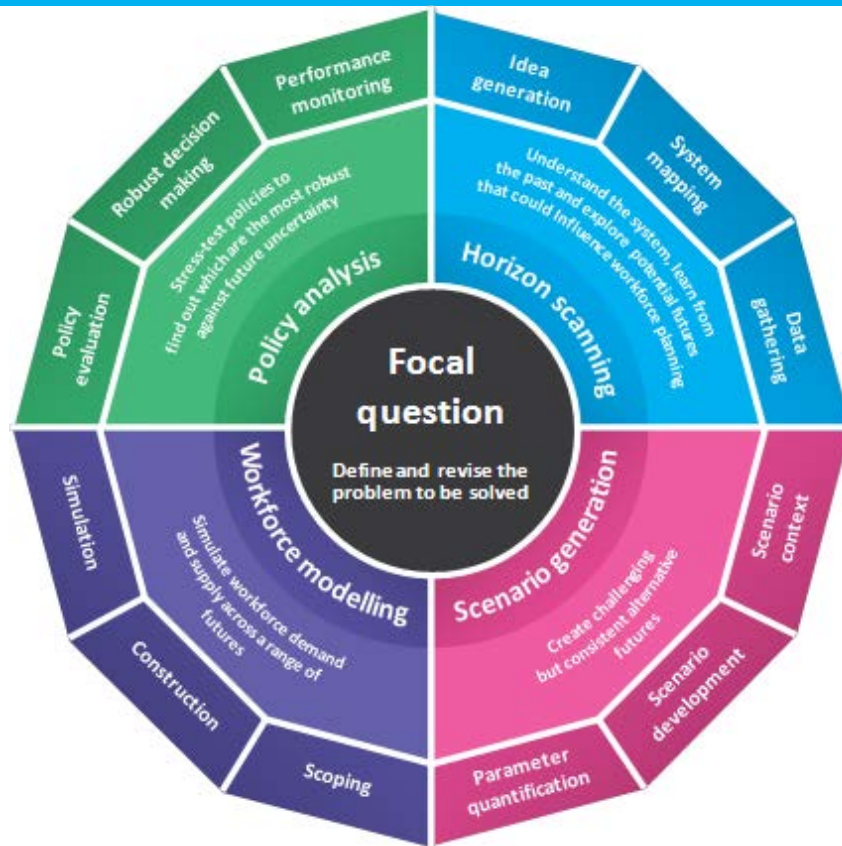 Focal
question
Define and revise the
problem to be solved
Horizon scanning
Understand the system, learn from
the past and explore potential futures
that could Influence workforce planning
Idea
generation
System
mapping
Data
gathering
Scenario generation
Create challenging
but consistent alternative
futures
Scenario
context
Scenario
development
Parameter
quantification
Workforce modelling
Simulate workforce demand
and supply across a range of
futures
Scoping
Construction
Simulation
Policy analysis
Stress-test policies to
find out which are the most robust
against future uncertainty
Policy
evaluation
Robust decision
making
Performance
monitoring